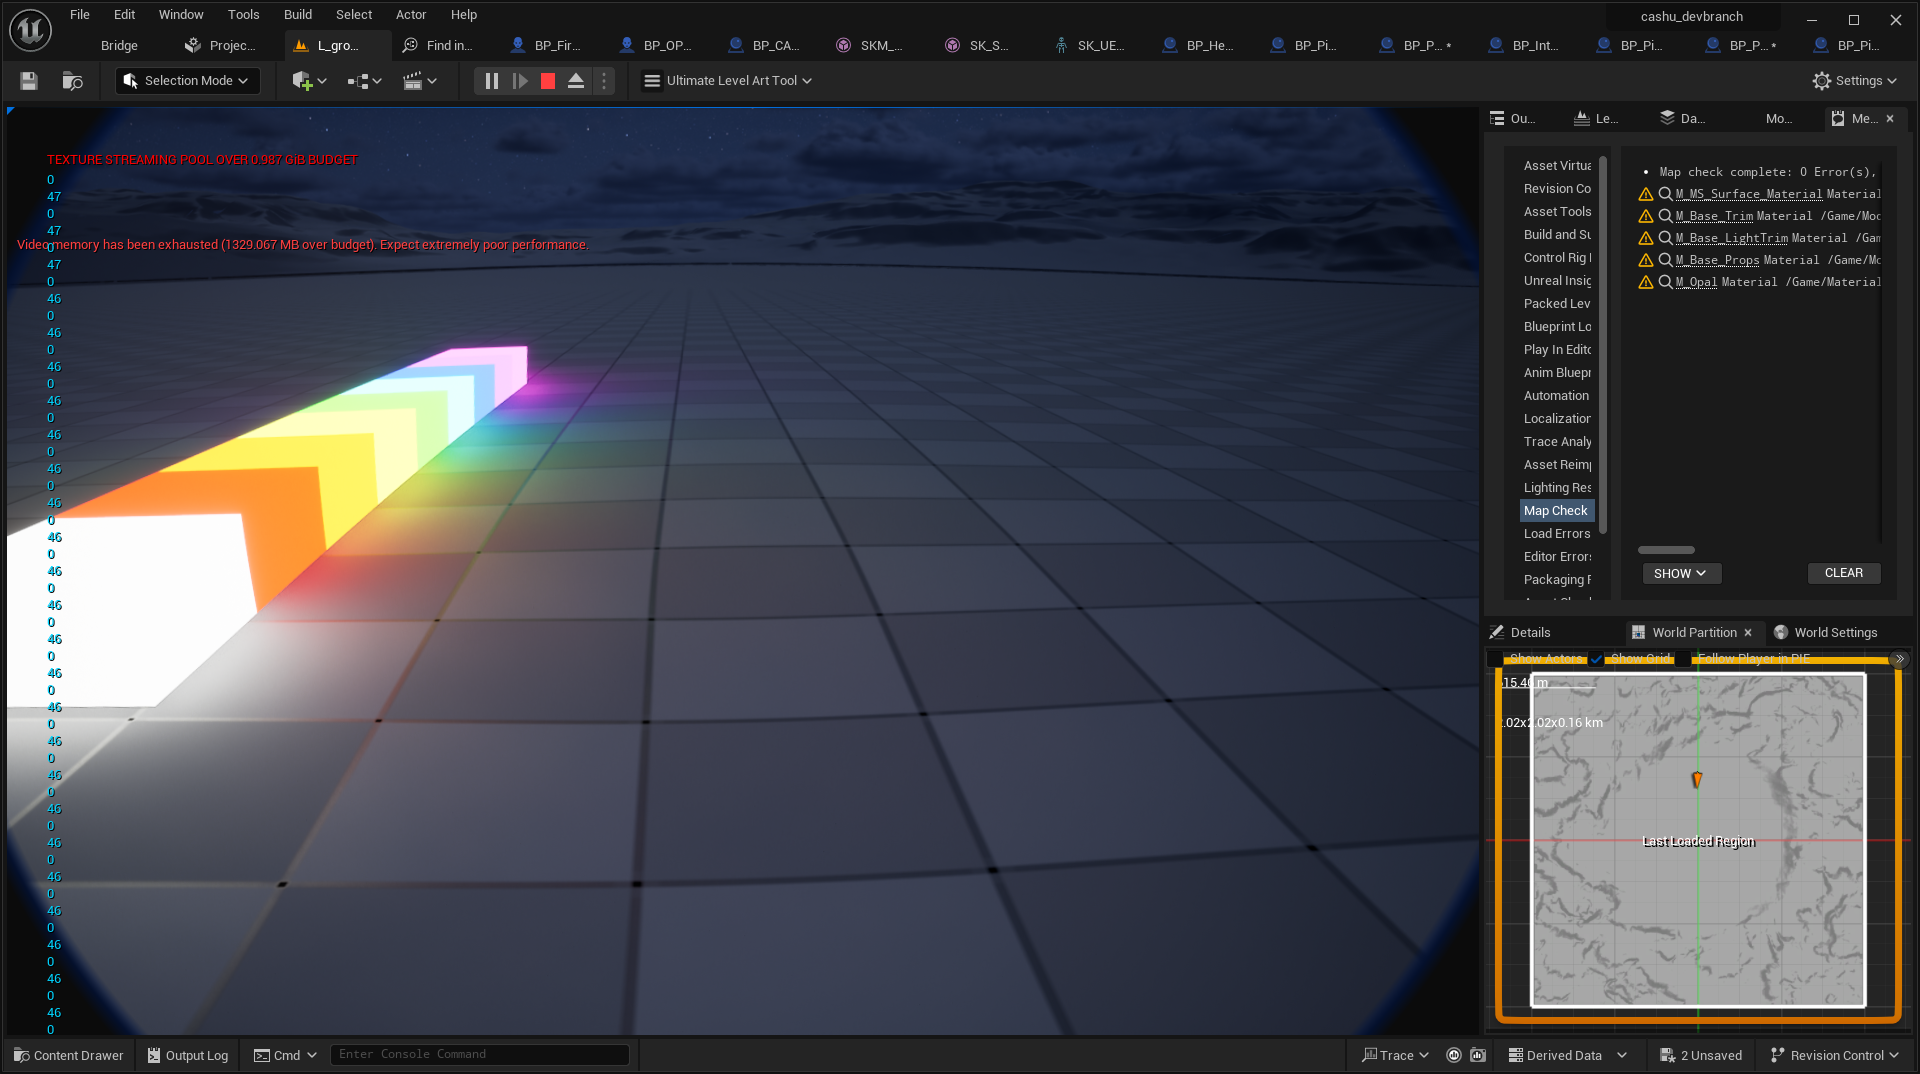 File Edit Window Tools Build Select Actor Help
cashu_devbranch
Bridge Projec... L_gro... Find in... BP_Fir... BP_OP... BP_CA... SKM_... SK_S... SK_UE... BP_He... BP_Pi... BP_P... * BP_Int... BP_Pi... BP_P... * BP_Pi...
Selection Mode Ultimate Level Art Tool Settings
Ou... Le... Da... Mo... Me...
TEXTURE STREAMING POOL OVER 0.987 GiB BUDGET
0
47
0
47
0
Video memory has been exhausted (1329.067 MB over budget). Expect extremely poor performance.
47
0
46
0
46
0
46
0
46
0
46
0
46
0
46
0
46
0
46
0
46
0
46
0
46
0
46
0
46
0
46
0
46
0
46
0
46
0
46
0
46
0
46
0
46
0
Asset Virtua
Revision Co
Asset Tools
Build and Su
Control Rig
Unreal Insig
Packed Lev
Blueprint Lo
Play In Edito
Anim Bluepr
Automation
Localization
Trace Analy
Asset Reimp
Lighting Res
Map Check
Load Errors
Editor Errors
Packaging
Map check complete: 0 Error(s),
M_MS_Surface_Material Material
M_Base_Trim Material /Game/Mod
M_Base_LightTrim Material /Gam
M_Base_Props Material /Game/Mo
M_Opal Material /Game/Material
SHOW CLEAR
Details World Partition World Settings
Show Actors Show Grid Follow Player in PIE
15.46 m
.02x2.02x0.16 km
Last Loaded Region
Content Drawer Output Log Cmd Enter Console Command Trace Derived Data 2 Unsaved Revision Control